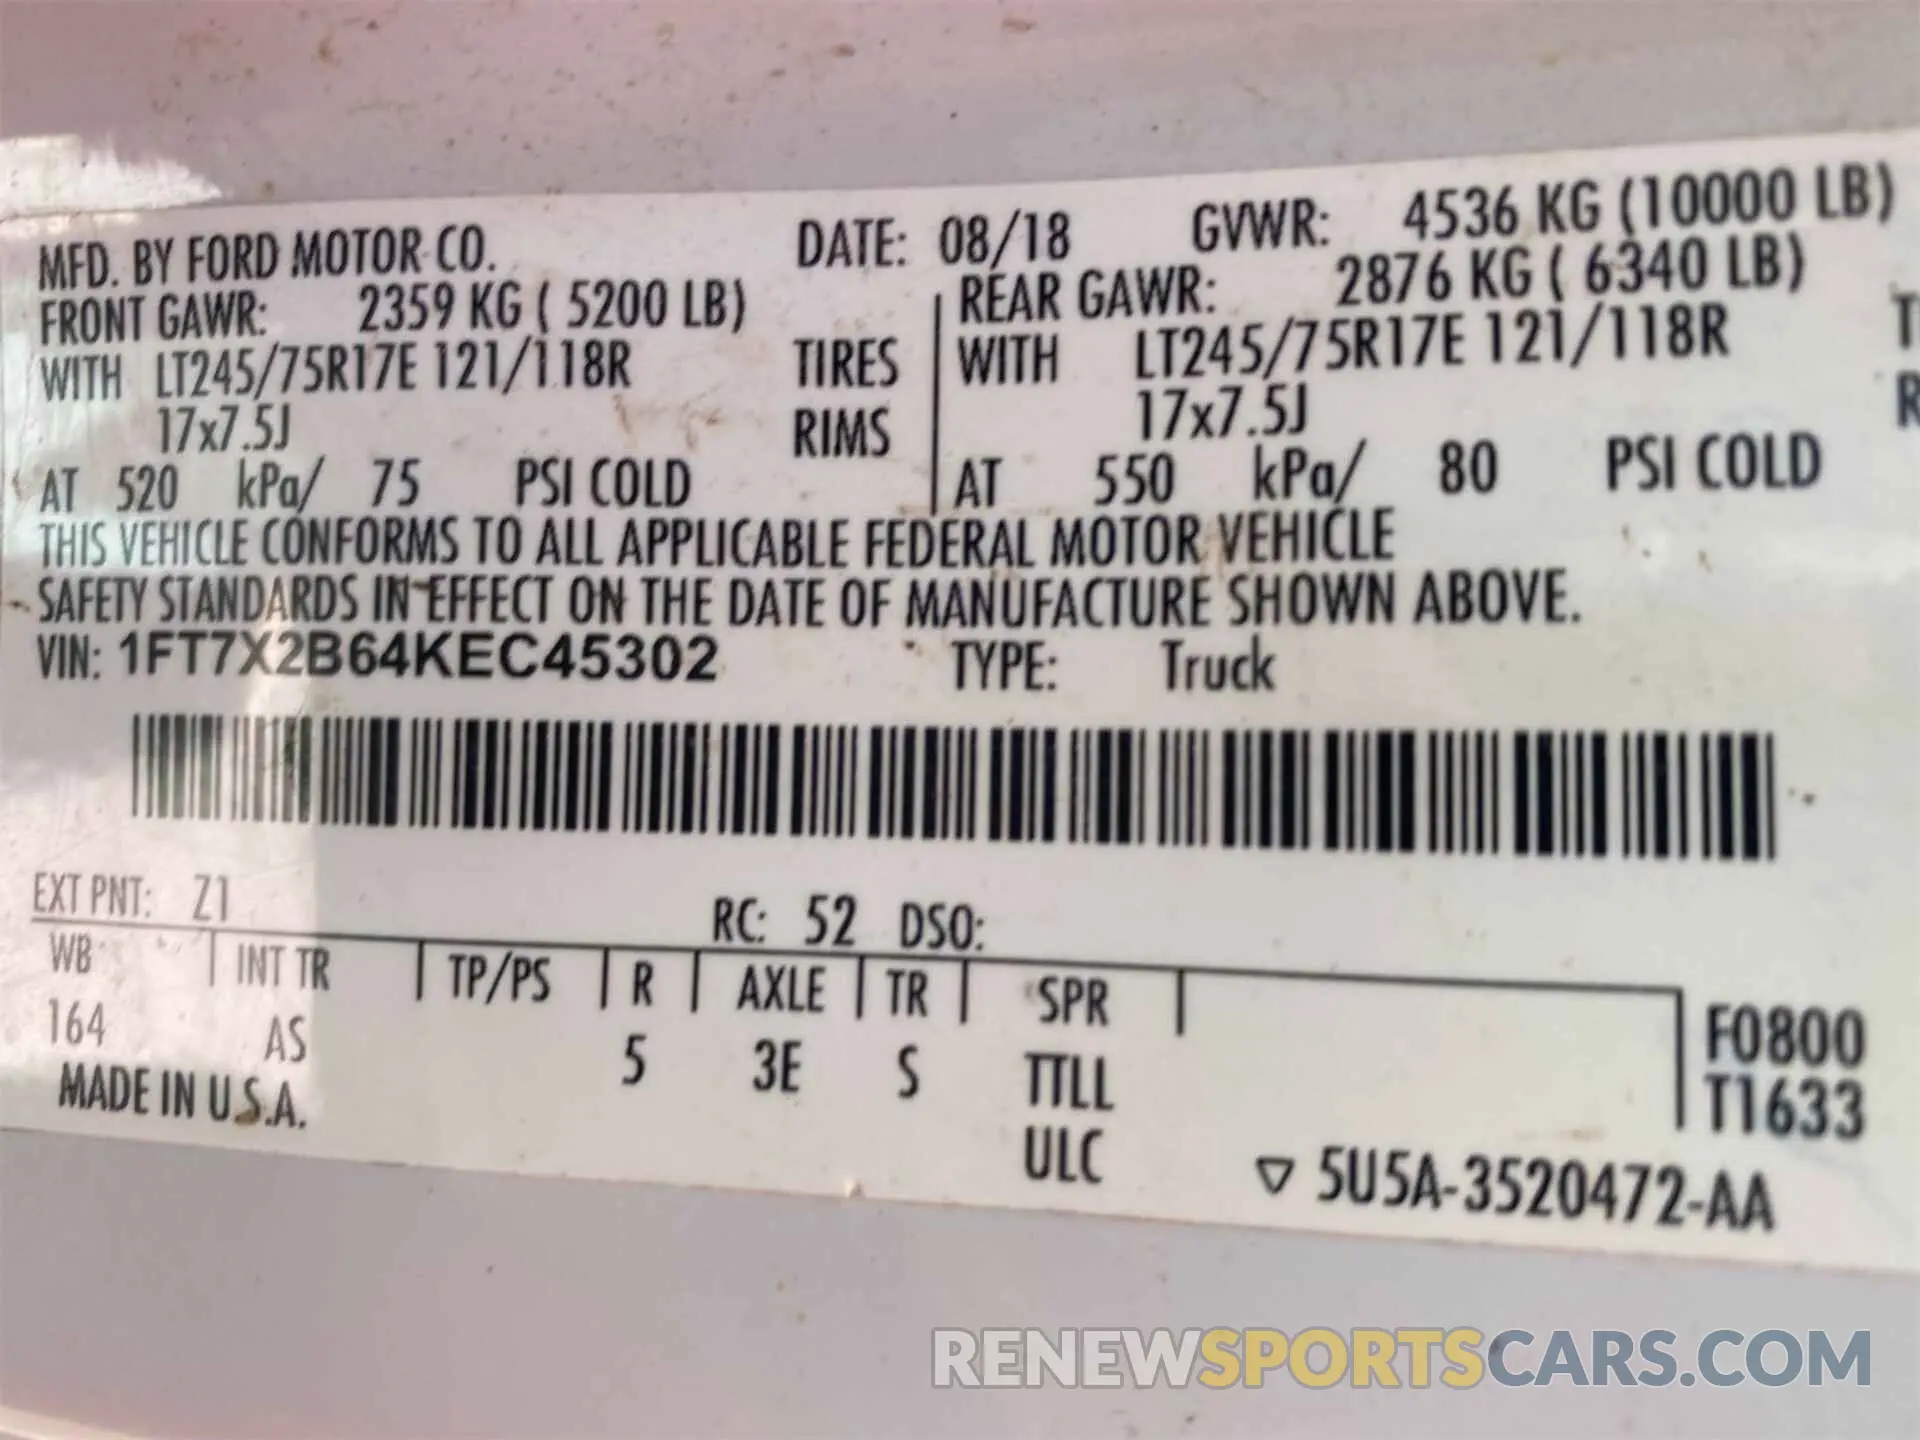 MFD. BY FORD MOTOR CO. DATE: 08/18 GVWR: 4536 KG (10000 LB)
FRONT GAWR: 2359 KG ( 5200 LB) REAR GAWR: 2876 KG ( 6340 LB)
WITH LT245/75R17E 121/118R TIRES WITH LT245/75R17E 121/118R
17x7.5J RIMS 17x7.5J
AT 520 kPa/ 75 PSI COLD AT 550 kPa/ 80 PSI COLD
THIS VEHICLE CONFORMS TO ALL APPLICABLE FEDERAL MOTOR VEHICLE
SAFETY STANDARDS IN EFFECT ON THE DATE OF MANUFACTURE SHOWN ABOVE.
VIN: 1FT7X2B64KEC45302 TYPE: Truck
EXT PNT: Z1 RC: 52 DSO:
WB INT TR TP/PS R AXLE TR SPR
164 AS 5 3E S TTLL F0800
MADE IN U.S.A. ULC T1633
▽ 5U5A-3520472-AA
RENEWSPORTSCARS.COM